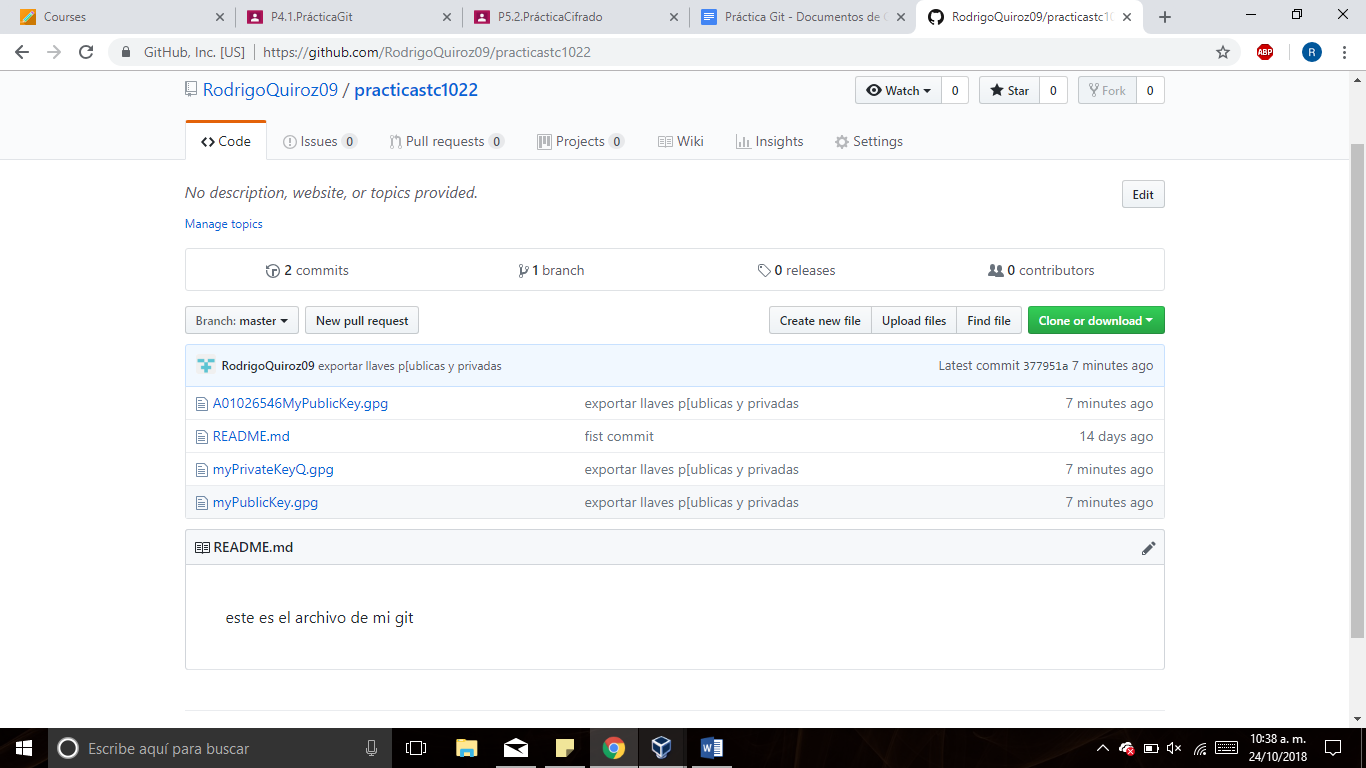 Courses
P4.1.PrácticaGit
P5.2.PrácticaCifrado
Práctica Git - Documentos de G
RodrigoQuiroz09/practicastc10
GitHub, Inc. [US] https://github.com/RodrigoQuiroz09/practicastc1022
ABP
R
RodrigoQuiroz09 / practicastc1022
Watch 0
Star 0
Fork 0
Code
Issues 0
Pull requests 0
Projects 0
Wiki
Insights
Settings
No description, website, or topics provided.
Edit
Manage topics
2 commits
1 branch
0 releases
0 contributors
Branch: master
New pull request
Create new file
Upload files
Find file
Clone or download
RodrigoQuiroz09 exportar llaves p[ublicas y privadas
Latest commit 377951a 7 minutes ago
A01026546MyPublicKey.gpg exportar llaves p[ublicas y privadas 7 minutes ago
README.md fist commit 14 days ago
myPrivateKeyQ.gpg exportar llaves p[ublicas y privadas 7 minutes ago
myPublicKey.gpg exportar llaves p[ublicas y privadas 7 minutes ago
README.md
este es el archivo de mi git
Escribe aquí para buscar
10:38 a. m.
24/10/2018